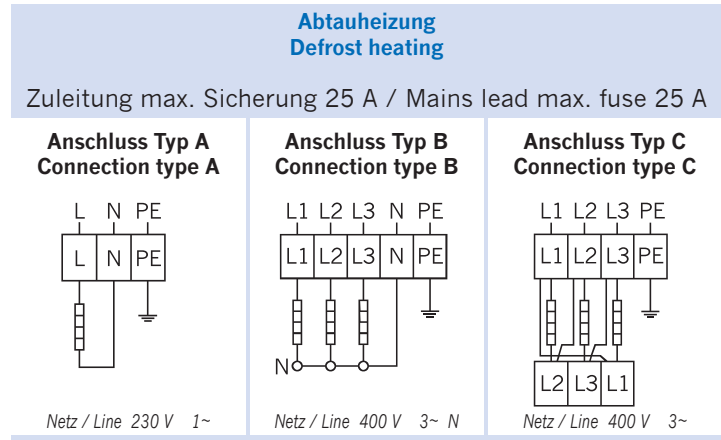 Abtauheizung
Defrost heating
Zuleitung max. Sicherung 25 A / Mains lead max. fuse 25 A
Anschluss Typ A
Connection type A
L N PE
L N PE
Netz / Line 230 V 1~
Anschluss Typ B
Connection type B
L1 L2 L3 N PE
L1 L2 L3 N PE
N
Netz / Line 400 V 3~ N
Anschluss Typ C
Connection type C
L1 L2 L3 PE
L1 L2 L3 PE
L2 L3 L1
Netz / Line 400 V 3~